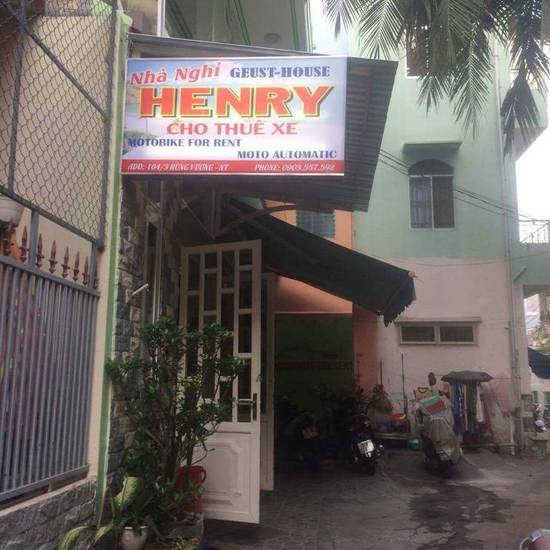 Nhà Nghỉ GEUST-HOUSE
HENRY
CHO THUÊ XE
MOTOBIKE FOR RENT
MOTO AUTOMATIC
ADD: 104/3 HÙNG VƯƠNG - NT PHONE: 0903.557.592